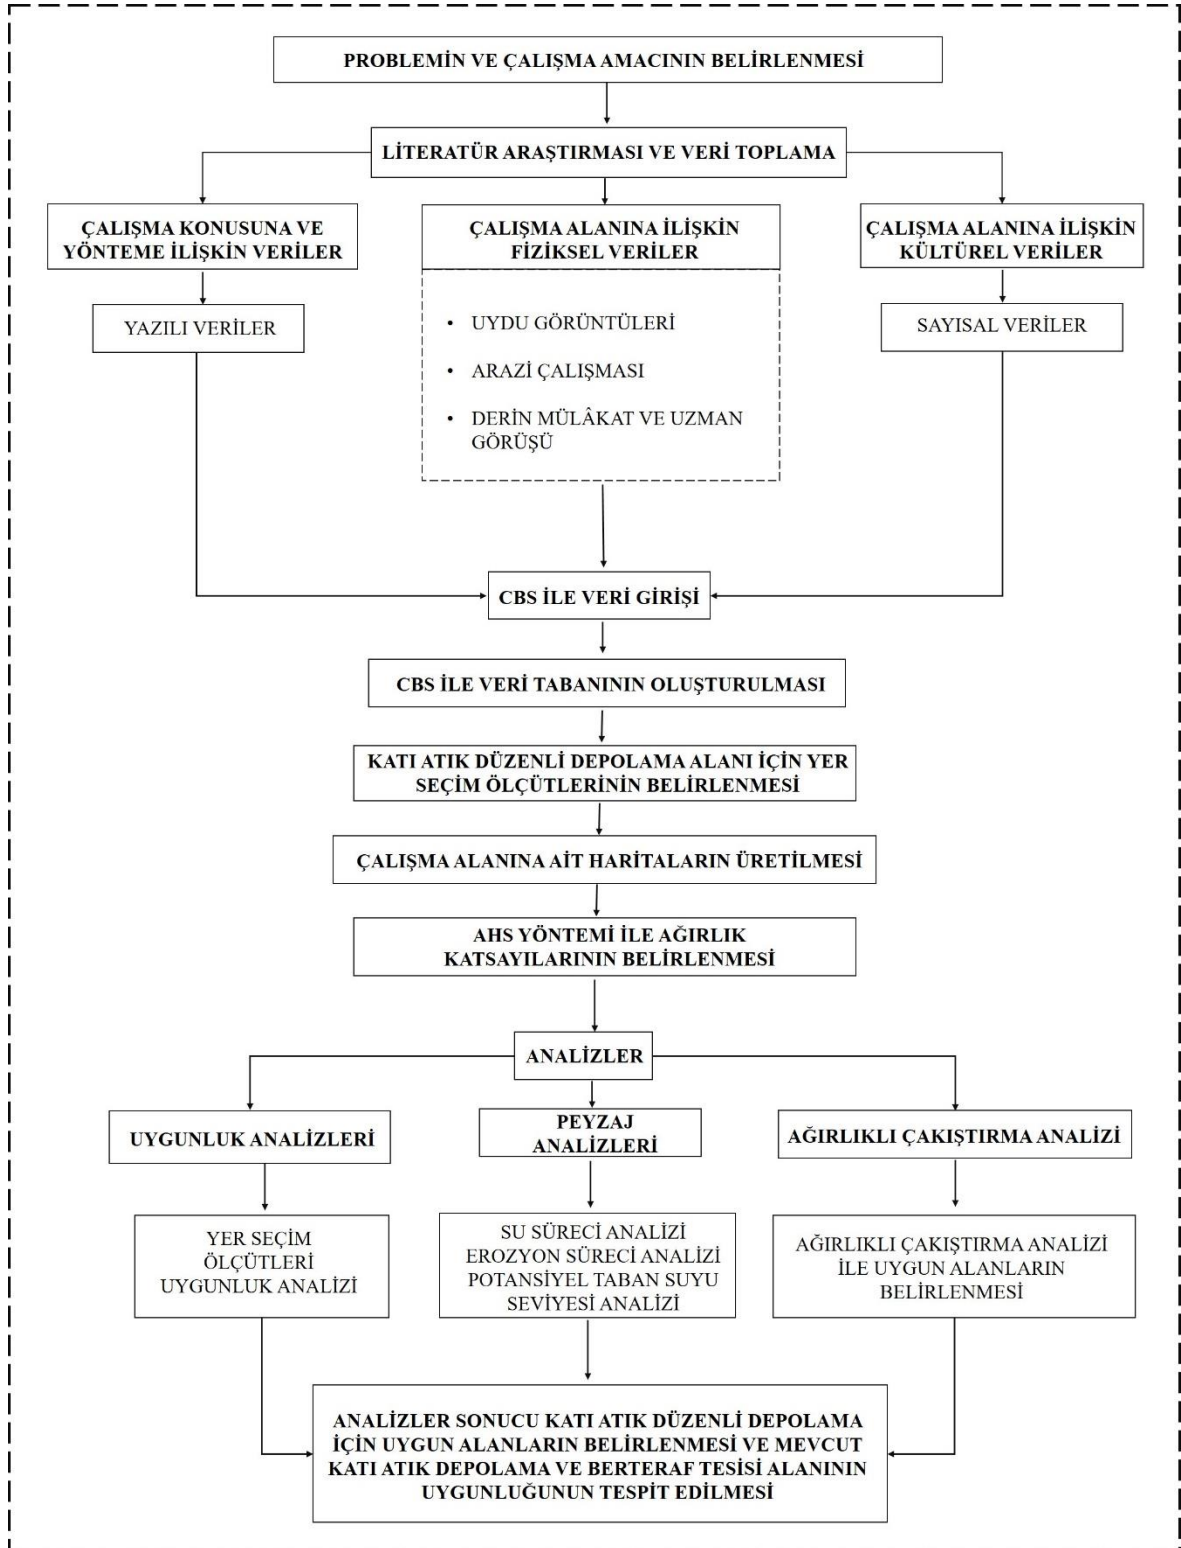 PROBLEMİN VE ÇALIŞMA AMACININ BELİRLENMESİ
LİTERATÜR ARAŞTIRMASI VE VERİ TOPLAMA
ÇALIŞMA KONUSUNA VE
YÖNTEME İLİŞKİN VERİLER
ÇALIŞMA ALANINA İLİŞKİN
FİZİKSEL VERİLER
ÇALIŞMA ALANINA İLİŞKİN
KÜLTÜREL VERİLER
YAZILI VERİLER
• UYDU GÖRÜNTÜLERİ
• ARAZİ ÇALIŞMASI
• DERİN MÜLÂKAT VE UZMAN
GÖRÜŞÜ
SAYISAL VERİLER
CBS İLE VERİ GİRİŞİ
CBS İLE VERİ TABANININ OLUŞTURULMASI
KATI ATIK DÜZENLİ DEPOLAMA ALANI İÇİN YER
SEÇİM ÖLÇÜTLERİNİN BELİRLENMESİ
ÇALIŞMA ALANINA AİT HARİTALARIN ÜRETİLMESİ
AHS YÖNTEMİ İLE AĞIRLIK
KATSAYILARININ BELİRLENMESİ
ANALİZLER
UYGUNLUK ANALİZLERİ
PEYZAJ
ANALİZLERİ
AĞIRLIKLI ÇAKIŞTIRMA ANALİZİ
YER SEÇİM
ÖLÇÜTLERİ
UYGUNLUK ANALİZİ
SU SÜRECİ ANALİZİ
EROZYON SÜRECİ ANALİZİ
POTANSİYEL TABAN SUYU
SEVİYESİ ANALİZİ
AĞIRLIKLI ÇAKIŞTIRMA ANALİZİ
İLE UYGUN ALANLARIN
BELİRLENMESİ
ANALİZLER SONUCU KATI ATIK DÜZENLİ DEPOLAMA
İÇİN UYGUN ALANLARIN BELİRLENMESİ VE MEVCUT
KATI ATIK DEPOLAMA VE BERTERAF TESİSİ ALANININ
UYGUNLUĞUNUN TESPİT EDİLMESİ